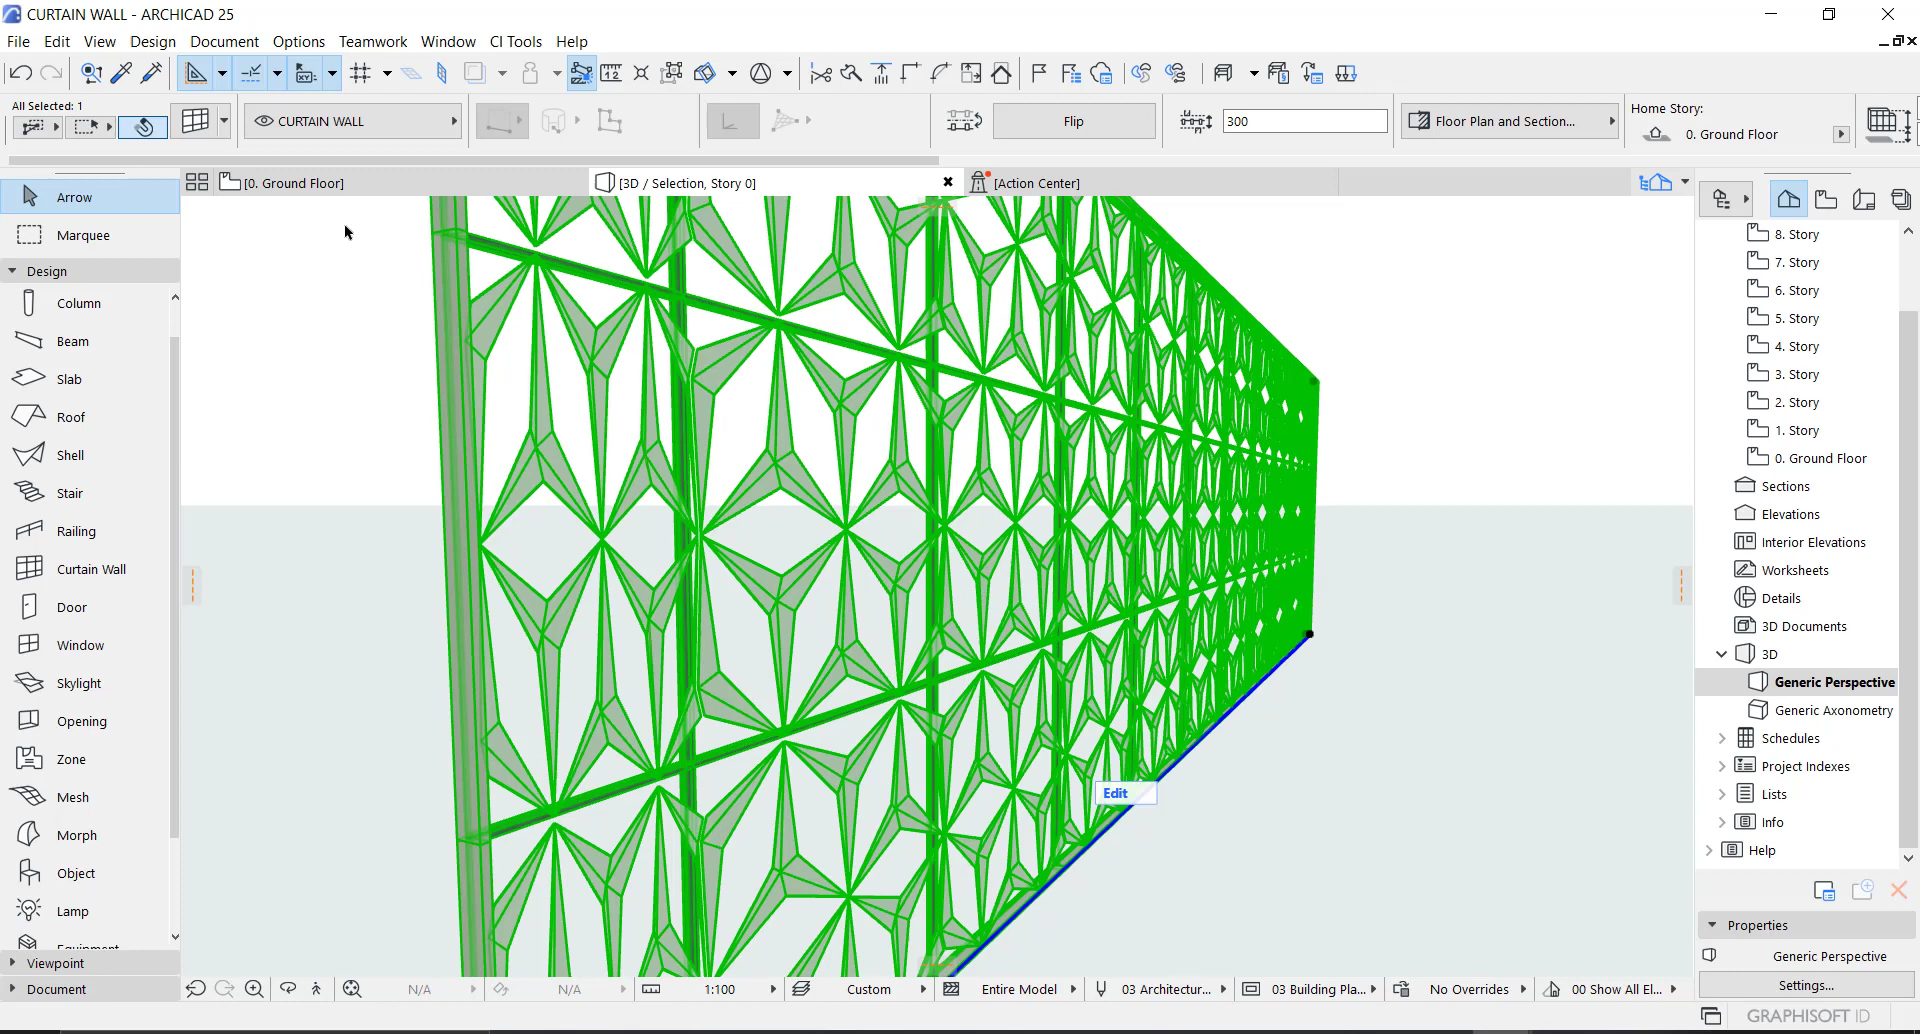 CURTAIN WALL - ARCHICAD 25
File Edit View Design Document Options Teamwork Window CI Tools Help
All Selected: 1
CURTAIN WALL
Flip
300
Floor Plan and Section...
Home Story:
0. Ground Floor
[0. Ground Floor]
[3D / Selection, Story 0]
[Action Center]
Arrow
Marquee
Design
Column
Beam
Slab
Roof
Shell
Stair
Railing
Curtain Wall
Door
Window
Skylight
Opening
Zone
Mesh
Morph
Object
Lamp
Viewpoint
Document
Edit
8. Story
7. Story
6. Story
5. Story
4. Story
3. Story
2. Story
1. Story
0. Ground Floor
Sections
Elevations
Interior Elevations
Worksheets
Details
3D Documents
3D
Generic Perspective
Generic Axonometry
Schedules
Project Indexes
Lists
Info
Help
Properties
Generic Perspective
Settings...
N/A N/A 1:100 Custom Entire Model 03 Architectur... 03 Building Pla... No Overrides 00 Show All El...
GRAPHISOFT ID